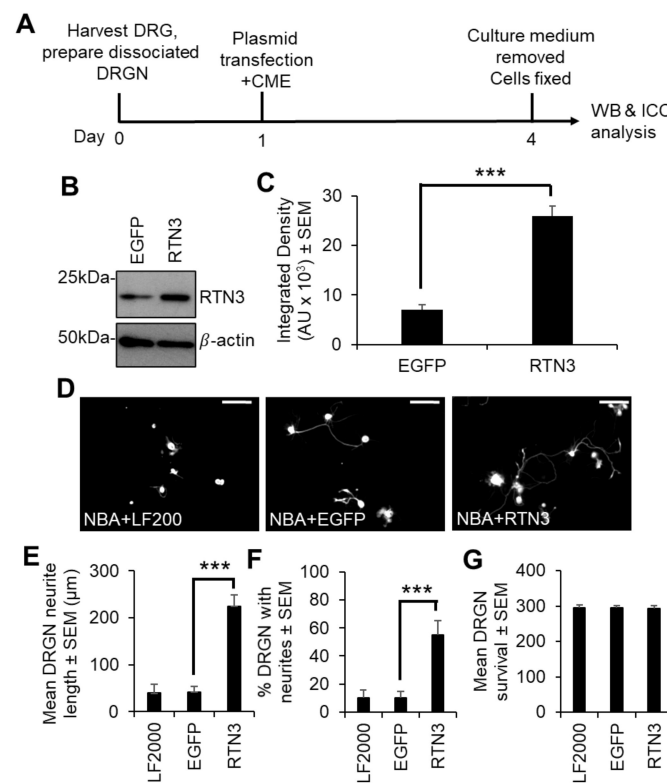 A
Harvest DRG,
prepare dissociated
DRGN
Plasmid
transfection
+CME
Culture medium
removed
Cells fixed
Day 0 1 4
WB & ICC
analysis
B
EGFP RTN3
25kDa- RTN3
50kDa- β-actin
C
Integrated Density
(AU x 10³) ± SEM
30
20
10
0
***
EGFP RTN3
D
NBA+LF200 NBA+EGFP NBA+RTN3
E
Mean DRGN neurite
length ± SEM (µm)
300
200
100
0
***
LF2000 EGFP RTN3
F
% DRGN with
neurites ± SEM
100
80
60
40
20
0
***
LF2000 EGFP RTN3
G
Mean DRGN
survival ± SEM
400
300
200
100
0
LF2000 EGFP RTN3